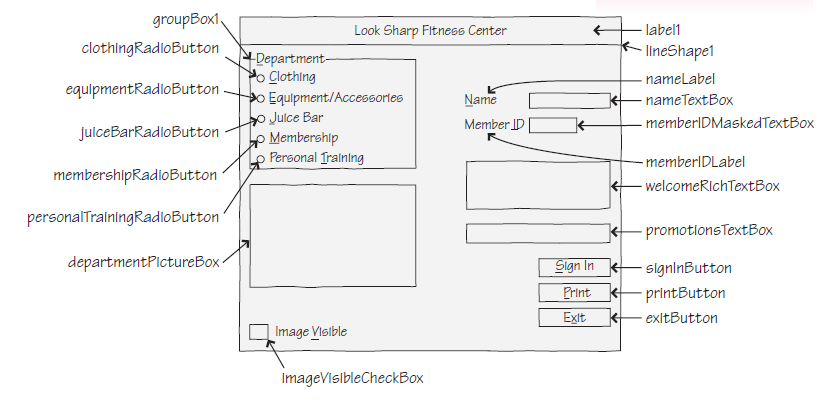 groupBox1
clothingRadioButton
equipmentRadioButton
juiceBarRadioButton
membershipRadioButton
personalTrainingRadioButton
departmentPictureBox
Look Sharp Fitness Center
Department
Clothing
Equipment/Accessories
Juice Bar
Membership
Personal Training
Name
Member ID
Sign In
Print
Exit
Image Visible
label1
lineShape1
nameLabel
nameTextBox
memberIDMaskedTextBox
memberIDLabel
welcomeRichTextBox
promotionsTextBox
signInButton
printButton
exitButton
imageVisibleCheckBox